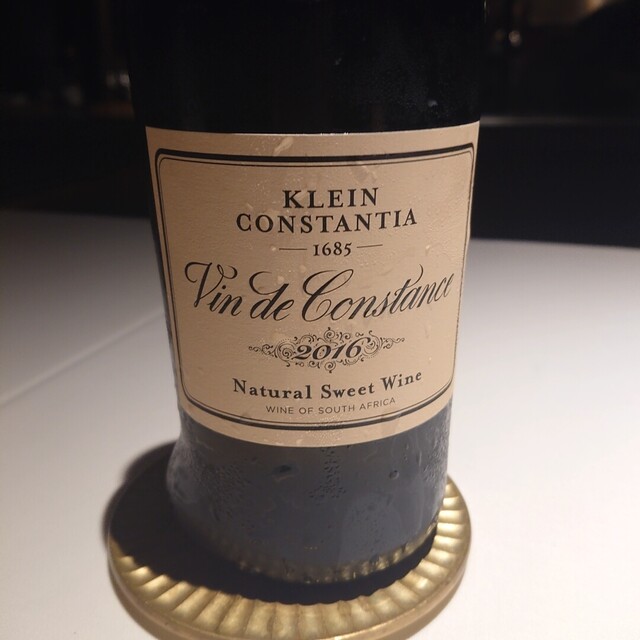 KLEIN
CONSTANTIA
1685
Vin de Constance
2016
Natural Sweet Wine
WINE OF SOUTH AFRICA